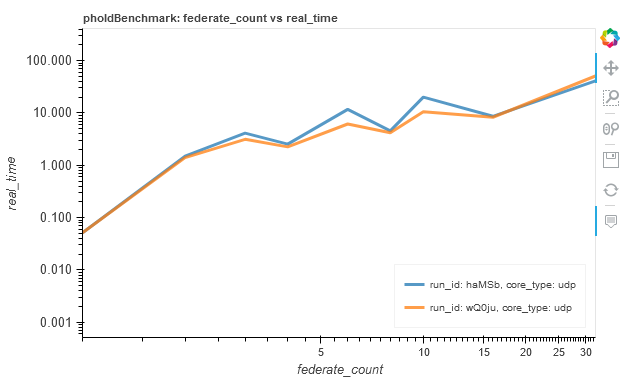 pholdBenchmark: federate_count vs real_time
100.000
10.000
1.000
0.100
0.010
0.001
real_time
5
10
15
20
25
30
federate_count
run_id: haMSb, core_type: udp
run_id: wQ0ju, core_type: udp